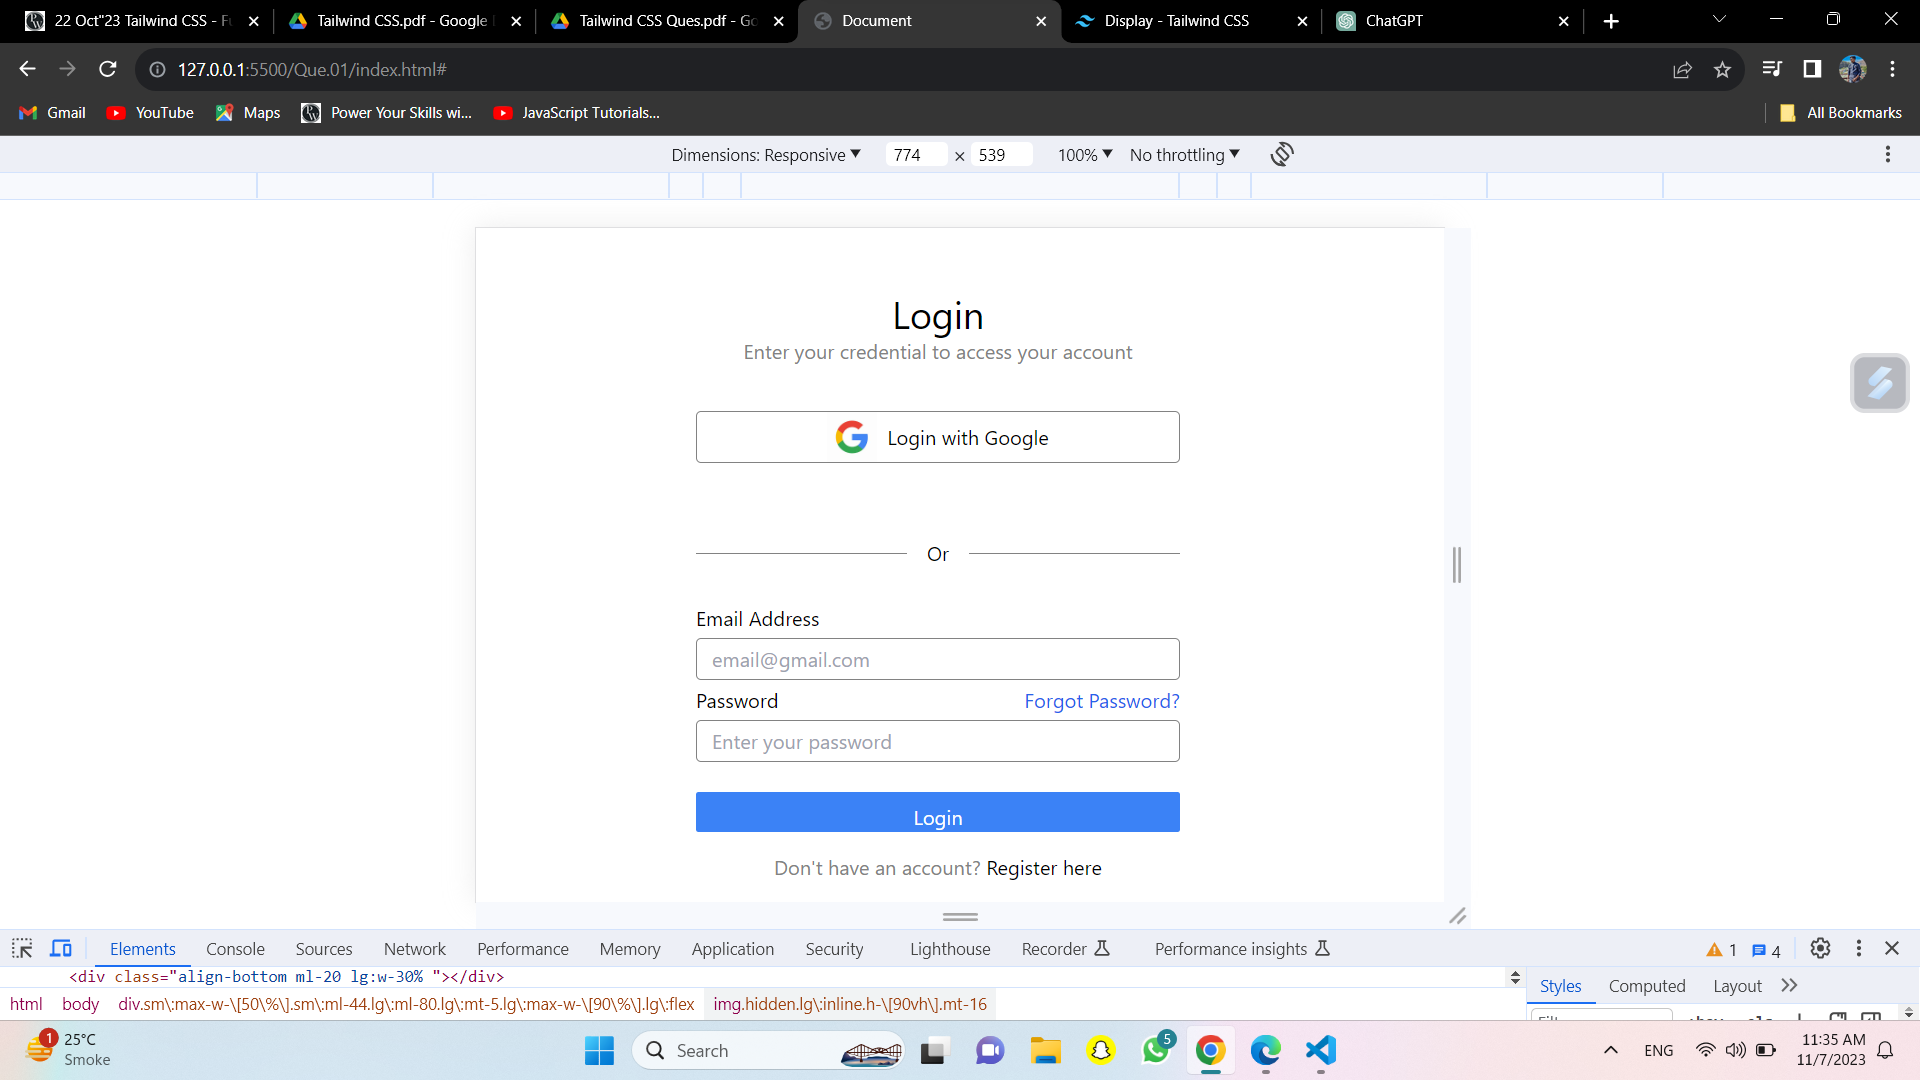 22 Oct"23 Tailwind CSS - Fu
Tailwind CSS.pdf - Google
Tailwind CSS Ques.pdf - Go
Document
Display - Tailwind CSS
ChatGPT
127.0.0.1:5500/Que.01/index.html#
Gmail
YouTube
Maps
Power Your Skills wi...
JavaScript Tutorials...
All Bookmarks
Dimensions: Responsive
774 × 539
100%
No throttling
Login
Enter your credential to access your account
Login with Google
Or
Email Address
email@gmail.com
Password
Forgot Password?
Enter your password
Login
Don't have an account? Register here
Elements
Console
Sources
Network
Performance
Memory
Application
Security
Lighthouse
Recorder
Performance insights
1
4
<div class="align-bottom ml-20 lg:w-30% "></div>
html
body
div.sm\:max-w-\[50\%\].sm\:ml-44.lg\:ml-80.lg\:mt-5.lg\:max-w-\[90\%\].lg\:flex
img.hidden.lg\:inline.h-\[90vh\].mt-16
Styles
Computed
Layout
1
25°C
Smoke
Search
5
ENG
11:35 AM
11/7/2023